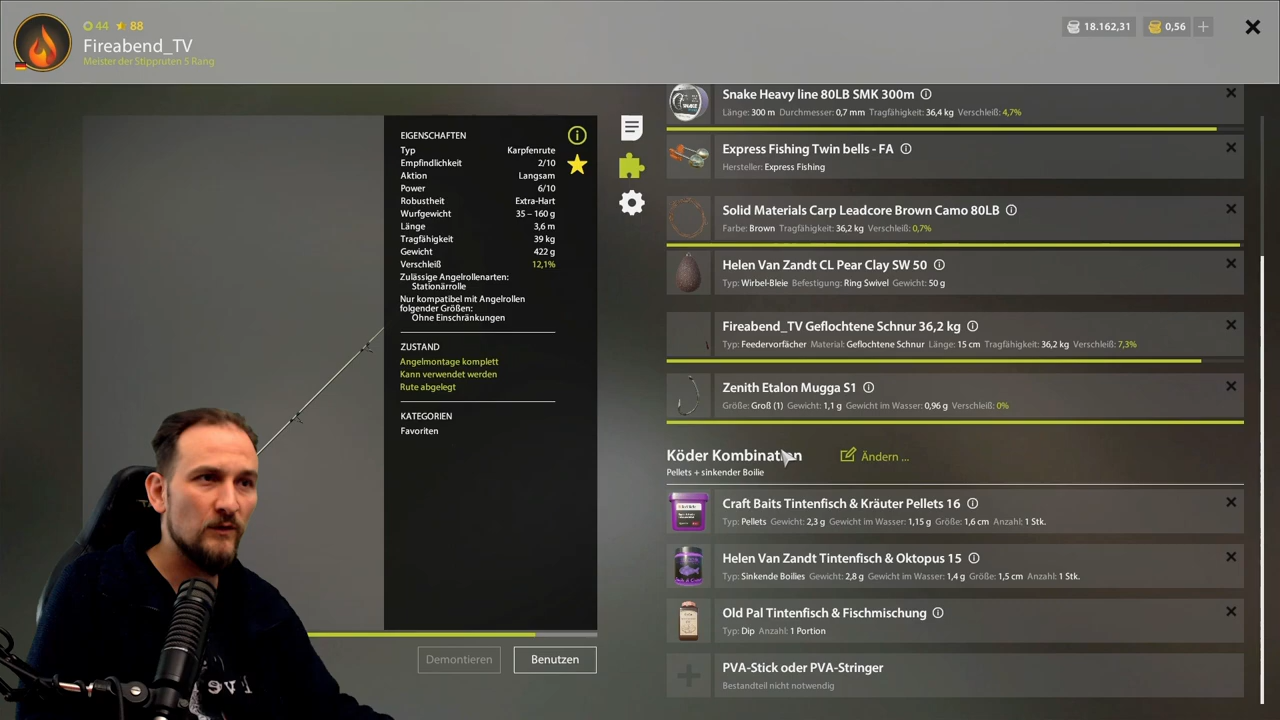 44 88
Fireabend_TV
Meister der Stippruten 5 Rang
18.162,31 0,56
EIGENSCHAFTEN
Typ Karpfenrute
Empfindlichkeit 2/10
Aktion Langsam
Power 6/10
Robustheit Extra-Hart
Wurfgewicht 35 – 160 g
Länge 3,6 m
Tragfähigkeit 39 kg
Gewicht 422 g
Verschleiß 12,1%
Zulässige Angelrollenarten:
Stationärrolle
Nur kompatibel mit Angelrollen
folgender Größen:
Ohne Einschränkungen
ZUSTAND
Angelmontage komplett
Kann verwendet werden
Rute abgelegt
KATEGORIEN
Favoriten
Demontieren Benutzen
Snake Heavy line 80LB SMK 300m
Länge: 300 m Durchmesser: 0,7 mm Tragfähigkeit: 36,4 kg Verschleiß: 4,7%
Express Fishing Twin bells - FA
Hersteller: Express Fishing
Solid Materials Carp Leadcore Brown Camo 80LB
Farbe: Brown Tragfähigkeit: 36,2 kg Verschleiß: 0,7%
Helen Van Zandt CL Pear Clay SW 50
Typ: Wirbel-Bleie Befestigung: Ring Swivel Gewicht: 50 g
Fireabend_TV Geflochtene Schnur 36,2 kg
Typ: Feedervorfächer Material: Geflochtene Schnur Länge: 15 cm Tragfähigkeit: 36,2 kg Verschleiß: 7,3%
Zenith Etalon Mugga S1
Größe: Groß (1) Gewicht: 1,1 g Gewicht im Wasser: 0,96 g Verschleiß: 0%
Köder Kombination Ändern ...
Pellets + sinkender Boilie
Craft Baits Tintenfisch & Kräuter Pellets 16
Typ: Pellets Gewicht: 2,3 g Gewicht im Wasser: 1,15 g Größe: 1,6 cm Anzahl: 1 Stk.
Helen Van Zandt Tintenfisch & Oktopus 15
Typ: Sinkende Boilies Gewicht: 2,8 g Gewicht im Wasser: 1,4 g Größe: 1,5 cm Anzahl: 1 Stk.
Old Pal Tintenfisch & Fischmischung
Typ: Dip Anzahl: 1 Portion
PVA-Stick oder PVA-Stringer
Bestandteil nicht notwendig